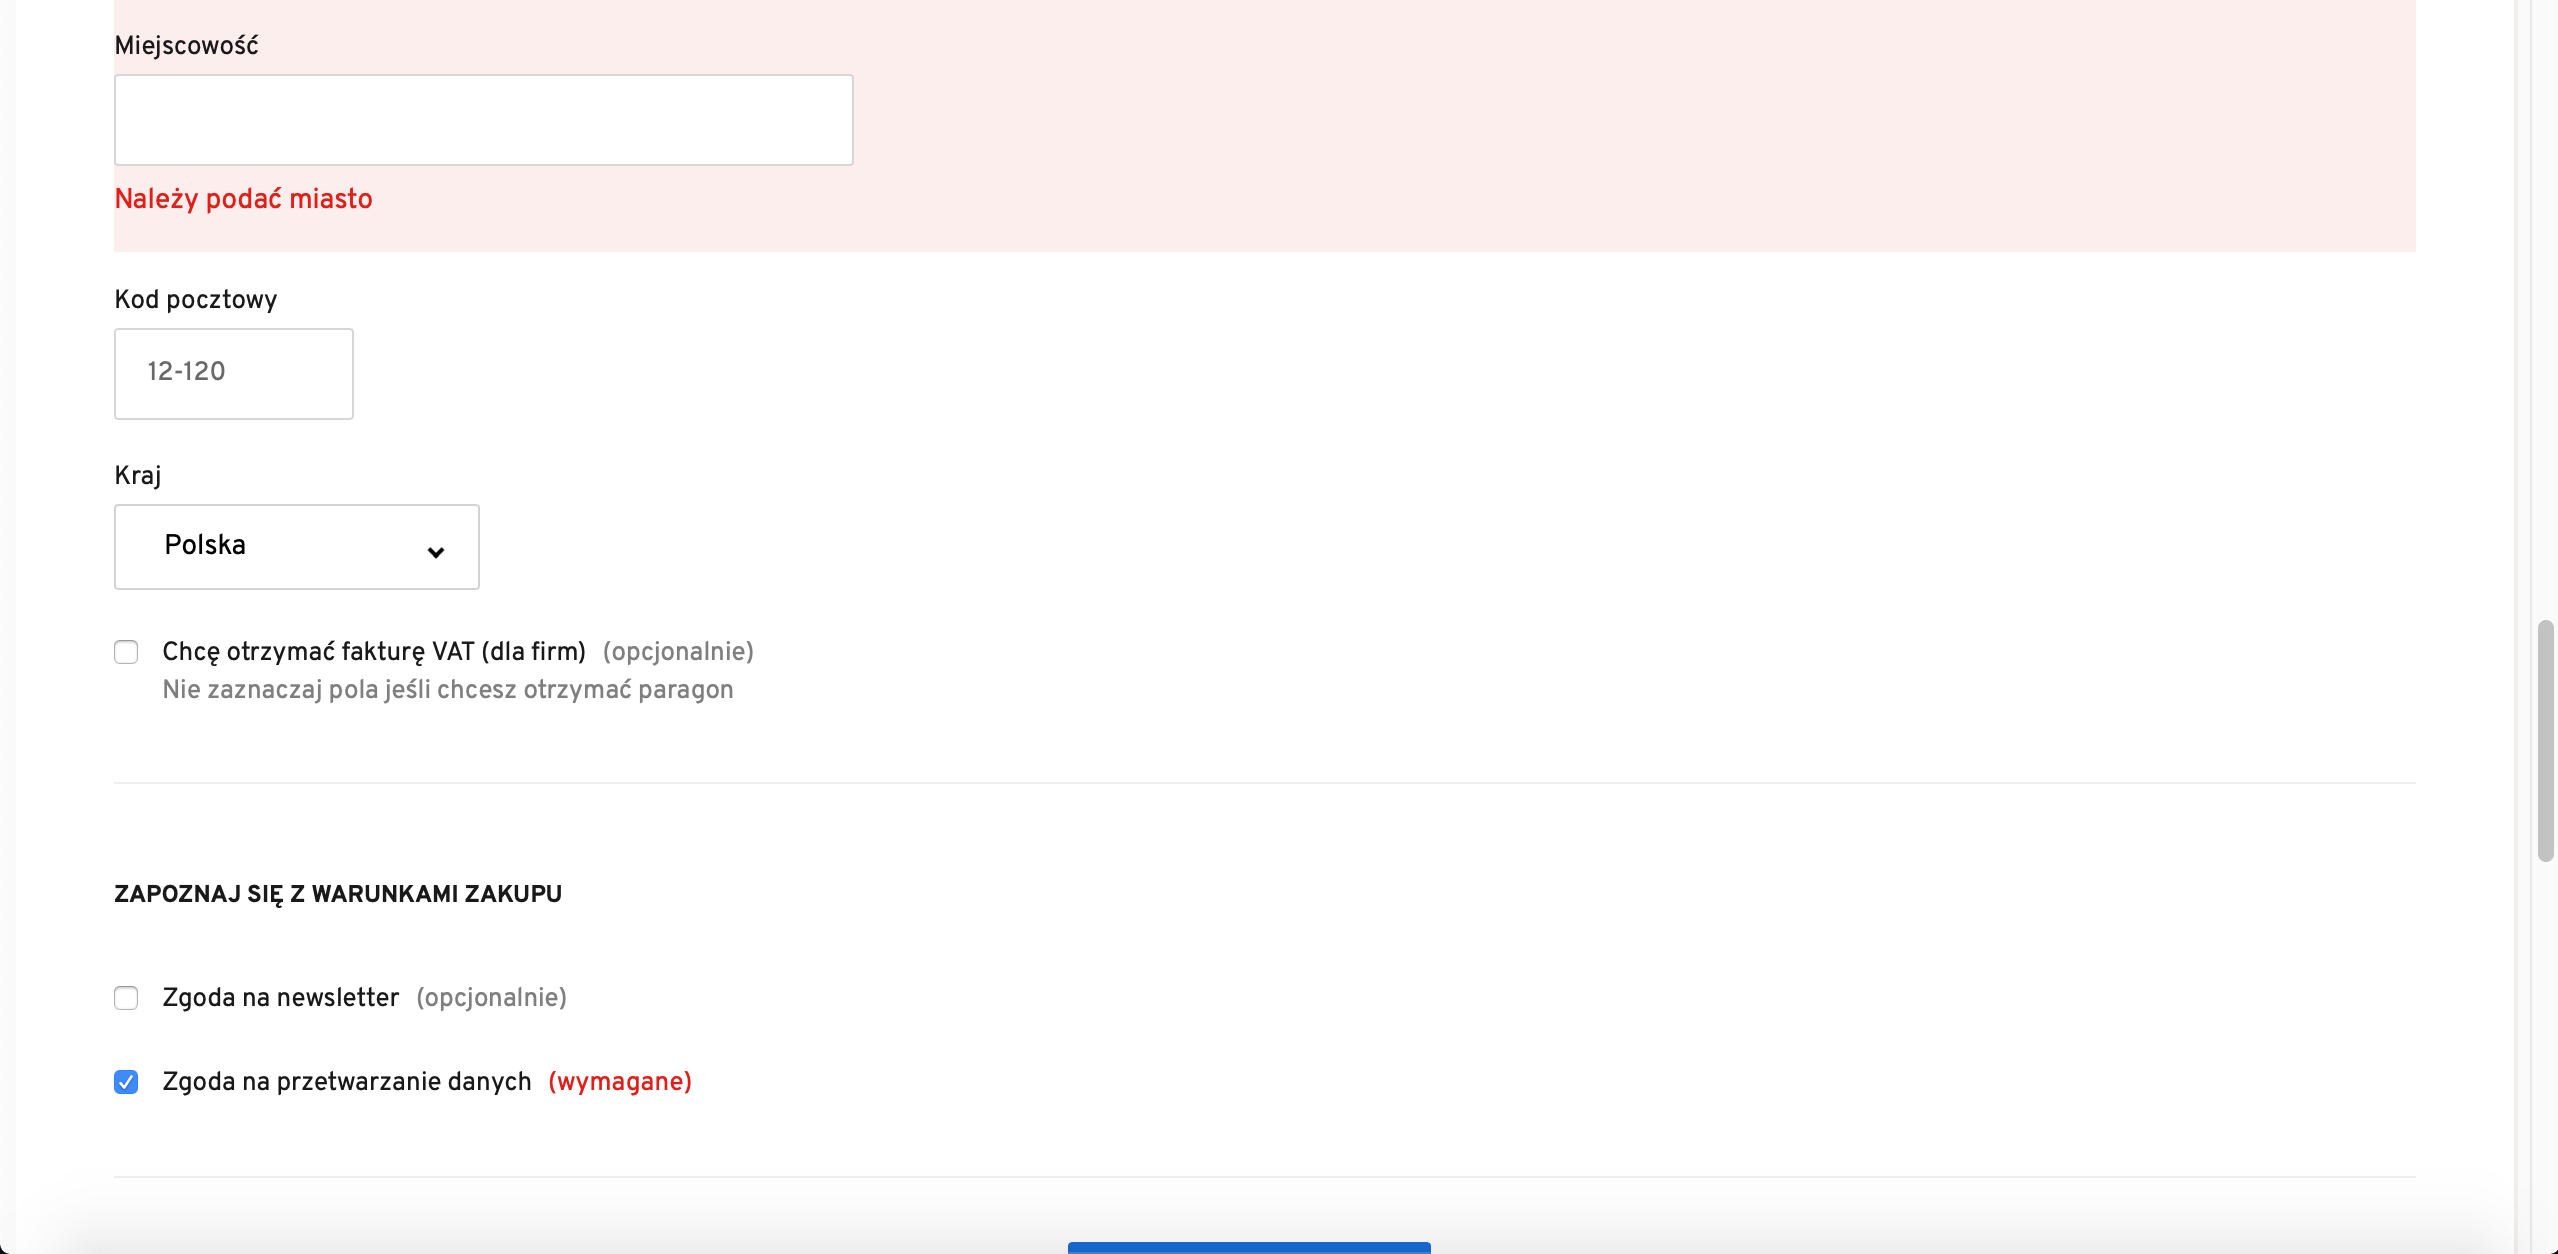 Miejscowość
Należy podać miasto
Kod pocztowy
12-120
Kraj
Polska
Chcę otrzymać fakturę VAT (dla firm) (opcjonalnie)
Nie zaznaczaj pola jeśli chcesz otrzymać paragon
ZAPOZNAJ SIĘ Z WARUNKAMI ZAKUPU
Zgoda na newsletter (opcjonalnie)
Zgoda na przetwarzanie danych (wymagane)